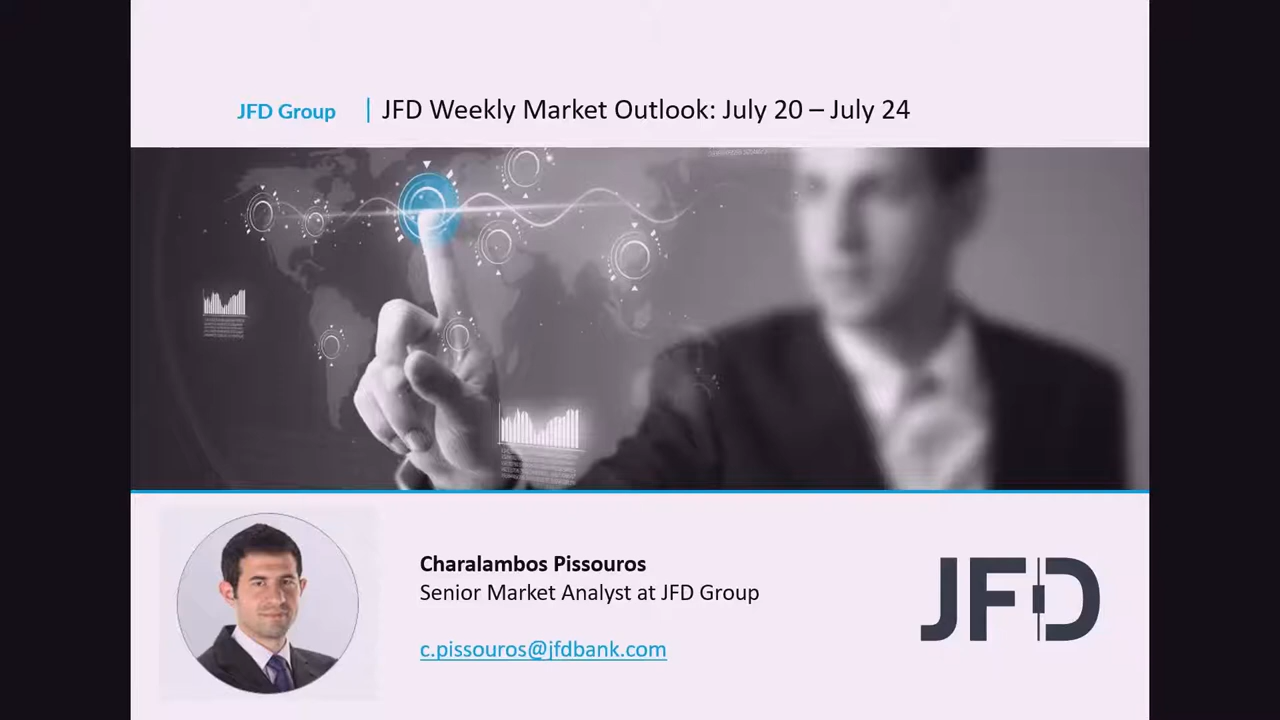 JFD Group | JFD Weekly Market Outlook: July 20 – July 24
Charalambos Pissouros
Senior Market Analyst at JFD Group
c.pissouros@jfdbank.com
JFD